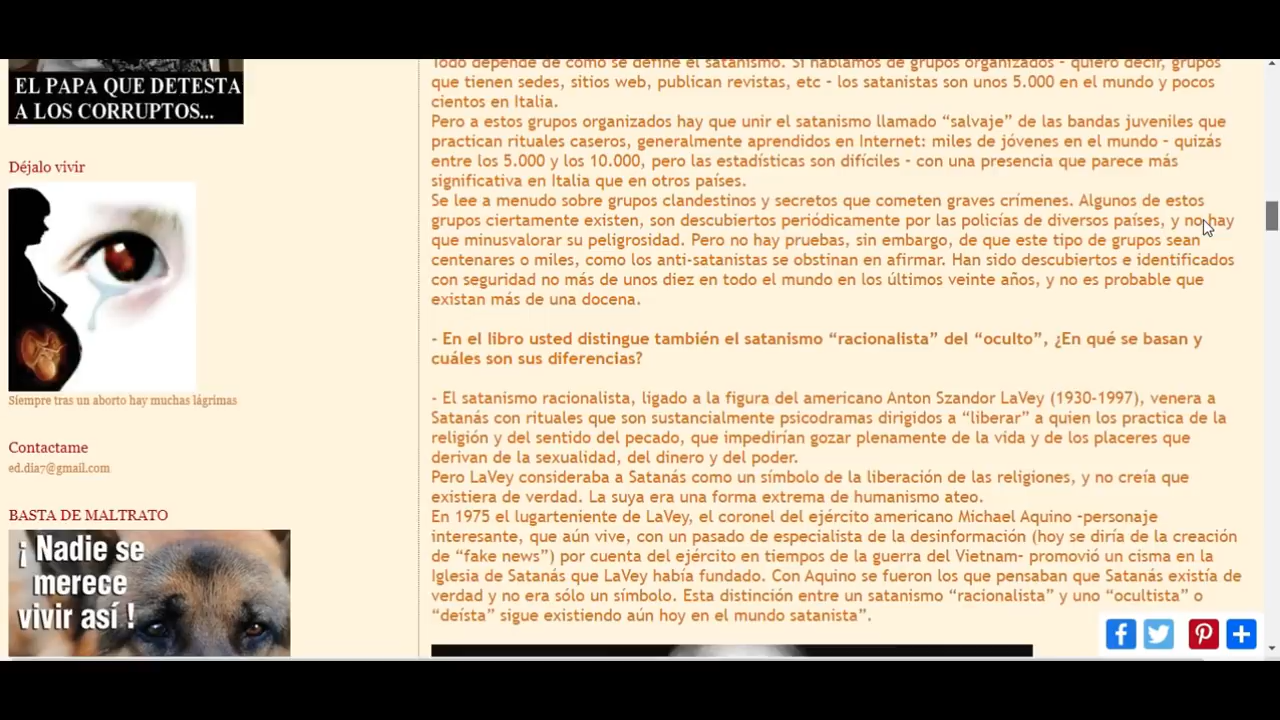 EL PAPA QUE DETESTA
A LOS CORRUPTOS...
Déjalo vivir
Siempre tras un aborto hay muchas lágrimas
Contactame
ed.dia7@gmail.com
BASTA DE MALTRATO
¡ Nadie se
merece
vivir así !
Todo depende de cómo se define el satanismo. Si hablamos de grupos organizados – quiero decir, grupos
que tienen sedes, sitios web, publican revistas, etc – los satanistas son unos 5.000 en el mundo y pocos
cientos en Italia.
Pero a estos grupos organizados hay que unir el satanismo llamado “salvaje” de las bandas juveniles que
practican rituales caseros, generalmente aprendidos en Internet: miles de jóvenes en el mundo – quizás
entre los 5.000 y los 10.000, pero las estadísticas son difíciles – con una presencia que parece más
significativa en Italia que en otros países.
Se lee a menudo sobre grupos clandestinos y secretos que cometen graves crímenes. Algunos de estos
grupos ciertamente existen, son descubiertos periódicamente por las policías de diversos países, y no hay
que minusvalorar su peligrosidad. Pero no hay pruebas, sin embargo, de que este tipo de grupos sean
centenares o miles, como los anti-satanistas se obstinan en afirmar. Han sido descubiertos e identificados
con seguridad no más de unos diez en todo el mundo en los últimos veinte años, y no es probable que
existan más de una docena.
- En el libro usted distingue también el satanismo “racionalista” del “oculto”, ¿En qué se basan y
cuáles son sus diferencias?
- El satanismo racionalista, ligado a la figura del americano Anton Szandor LaVey (1930-1997), venera a
Satanás con rituales que son sustancialmente psicodramas dirigidos a “liberar” a quien los practica de la
religión y del sentido del pecado, que impedirían gozar plenamente de la vida y de los placeres que
derivan de la sexualidad, del dinero y del poder.
Pero LaVey consideraba a Satanás como un símbolo de la liberación de las religiones, y no creía que
existiera de verdad. La suya era una forma extrema de humanismo ateo.
En 1975 el lugarteniente de LaVey, el coronel del ejército americano Michael Aquino –personaje
interesante, que aún vive, con un pasado de especialista de la desinformación (hoy se diría de la creación
de “fake news”) por cuenta del ejército en tiempos de la guerra del Vietnam– promovió un cisma en la
Iglesia de Satanás que LaVey había fundado. Con Aquino se fueron los que pensaban que Satanás existía de
verdad y no era sólo un símbolo. Esta distinción entre un satanismo “racionalista” y uno “ocultista” o
“deísta” sigue existiendo aún hoy en el mundo satanista”.